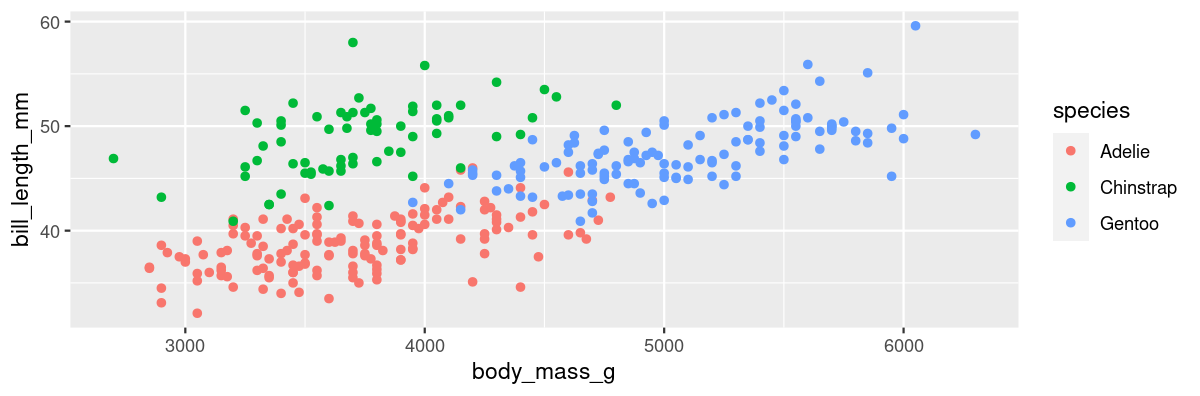 60
50
40
bill_length_mm
3000 4000 5000 6000
body_mass_g
species
Adelie
Chinstrap
Gentoo